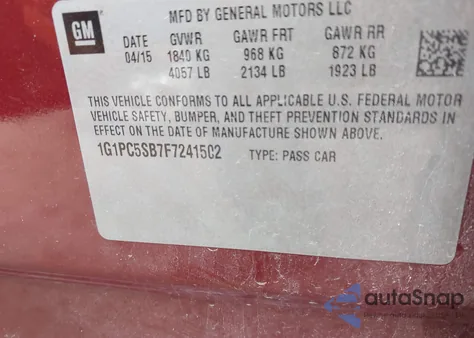 GM
MFD BY GENERAL MOTORS LLC
DATE GVWR GAWR FRT GAWR RR
04/15 1840 KG 968 KG 872 KG
4057 LB 2134 LB 1923 LB
THIS VEHICLE CONFORMS TO ALL APPLICABLE U.S. FEDERAL MOTOR
VEHICLE SAFETY, BUMPER, AND THEFT PREVENTION STANDARDS IN
EFFECT ON THE DATE OF MANUFACTURE SHOWN ABOVE.
1G1PC5SB7F72415C2 TYPE: PASS CAR
autoSnap